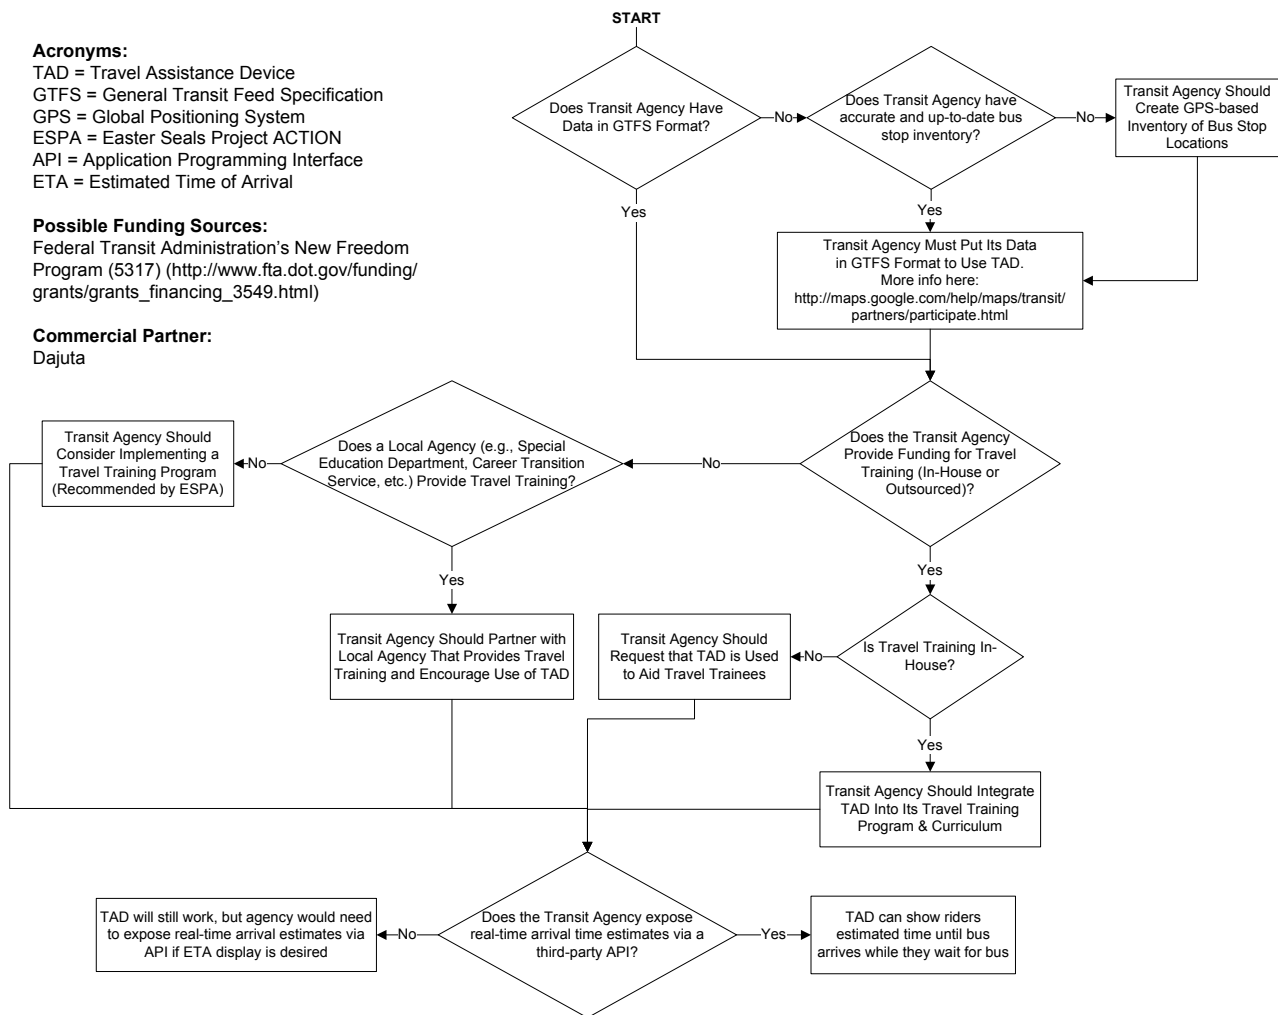 START
Acronyms:
TAD = Travel Assistance Device
GTFS = General Transit Feed Specification
GPS = Global Positioning System
ESPA = Easter Seals Project ACTION
API = Application Programming Interface
ETA = Estimated Time of Arrival
Possible Funding Sources:
Federal Transit Administration's New Freedom
Program (5317) (http://www.fta.dot.gov/funding/
grants/grants_financing_3549.html)
Commercial Partner:
Dajuta
Does Transit Agency Have
Data in GTFS Format?
No
Does Transit Agency have
accurate and up-to-date bus
stop inventory?
No
Transit Agency Should
Create GPS-based
Inventory of Bus Stop
Locations
Yes
Yes
Transit Agency Must Put Its Data
in GTFS Format to Use TAD.
More info here:
http://maps.google.com/help/maps/transit/
partners/participate.html
Transit Agency Should
Consider Implementing a
Travel Training Program
(Recommended by ESPA)
No
Does a Local Agency (e.g., Special
Education Department, Career Transition
Service, etc.) Provide Travel Training?
No
Does the Transit Agency
Provide Funding for Travel
Training (In-House or
Outsourced)?
Yes
Yes
Transit Agency Should Partner with
Local Agency That Provides Travel
Training and Encourage Use of TAD
Transit Agency Should
Request that TAD is Used
to Aid Travel Trainees
No
Is Travel Training In-
House?
Yes
Transit Agency Should Integrate
TAD Into Its Travel Training
Program & Curriculum
TAD will still work, but agency would need
to expose real-time arrival estimates via
API if ETA display is desired
No
Does the Transit Agency expose
real-time arrival time estimates via a
third-party API?
Yes
TAD can show riders
estimated time until bus
arrives while they wait for bus